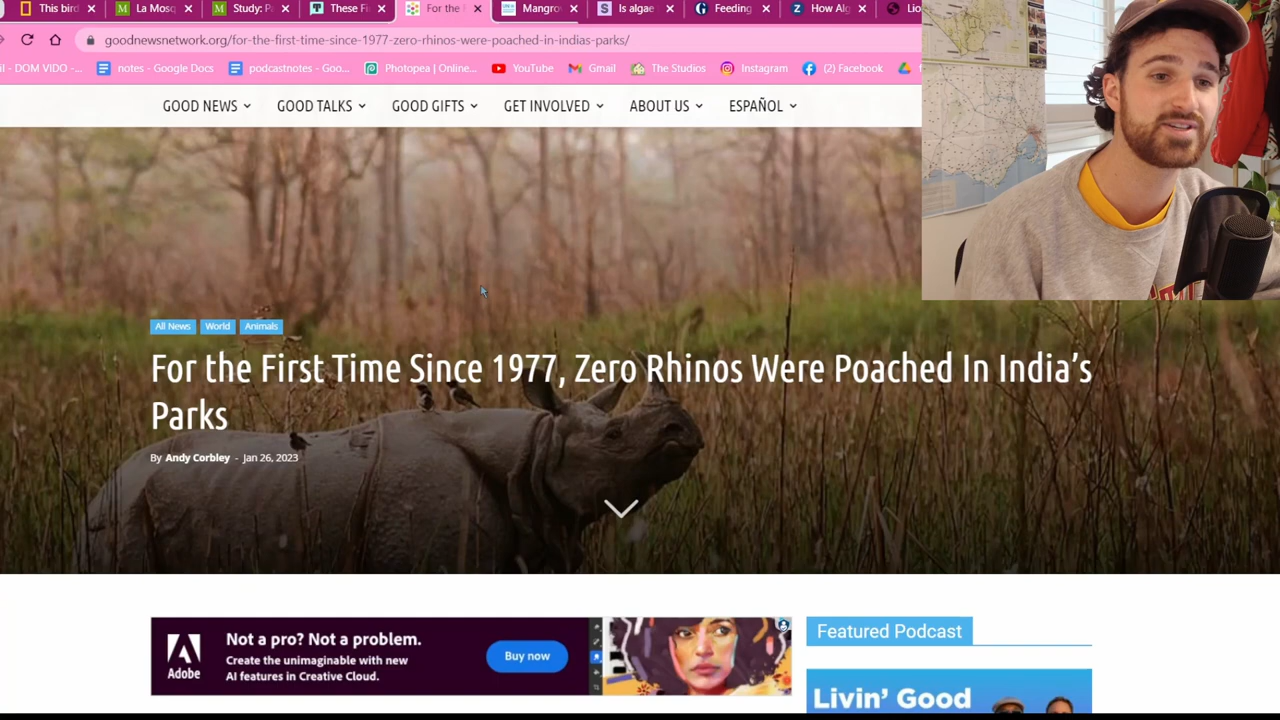 This bird
La Mosq
Study: Pa
These Fi
For the
Mangro
Is algae
Feeding
How Alg
Lio
goodnewsnetwork.org/for-the-first-time-since-1977-zero-rhinos-were-poached-in-indias-parks/
il - DOM VIDO -...
notes - Google Docs
podcastnotes - Goo...
Photopea | Online...
YouTube
Gmail
The Studios
Instagram
(2) Facebook
GOOD NEWS
GOOD TALKS
GOOD GIFTS
GET INVOLVED
ABOUT US
ESPAÑOL
All News
World
Animals
For the First Time Since 1977, Zero Rhinos Were Poached In India's
Parks
By Andy Corbley - Jan 26, 2023
Adobe
Not a pro? Not a problem.
Create the unimaginable with new
AI features in Creative Cloud.
Buy now
Featured Podcast
Livin' Good